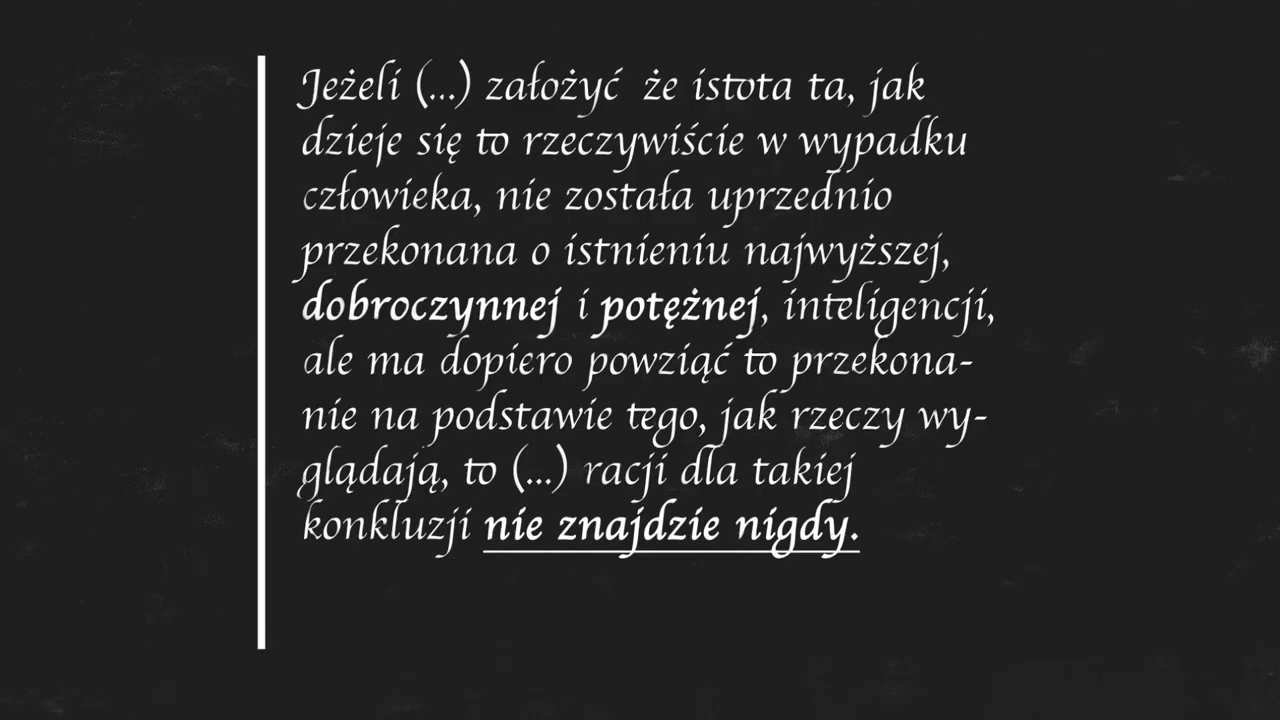 Jeżeli (...) założyć że istota ta, jak
dzieje się to rzeczywiście w wypadku
człowieka, nie została uprzednio
przekonana o istnieniu najwyższej,
dobroczynnej i potężnej, inteligencji,
ale ma dopiero powziąć to przekona-
nie na podstawie tego, jak rzeczy wy-
glądają, to (...) racji dla takiej
konkluzji nie znajdzie nigdy.